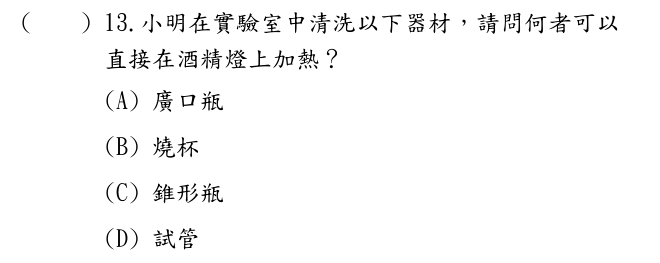 （　　）13.小明在實驗室中清洗以下器材，請問何者可以
直接在酒精燈上加熱？
(A) 廣口瓶
(B) 燒杯
(C) 錐形瓶
(D) 試管